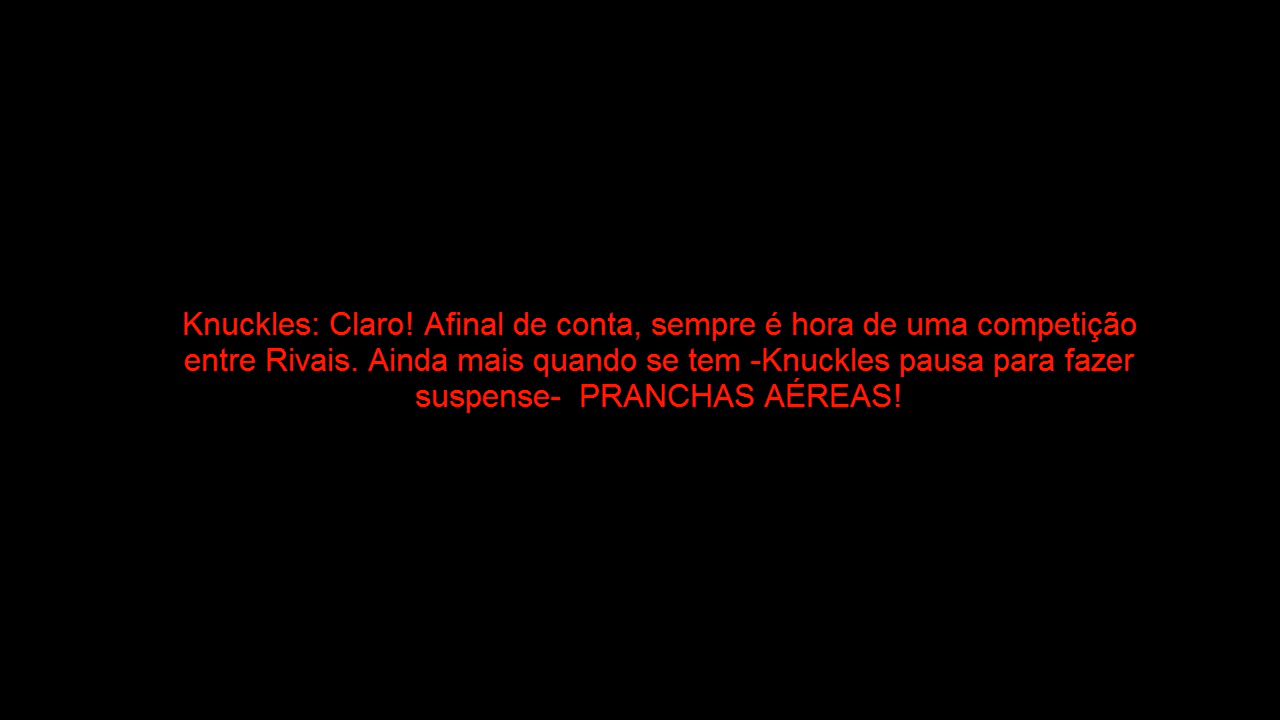 Knuckles: Claro! Afinal de conta, sempre é hora de uma competição
entre Rivais. Ainda mais quando se tem -Knuckles pausa para fazer
suspense-  PRANCHAS AÉREAS!